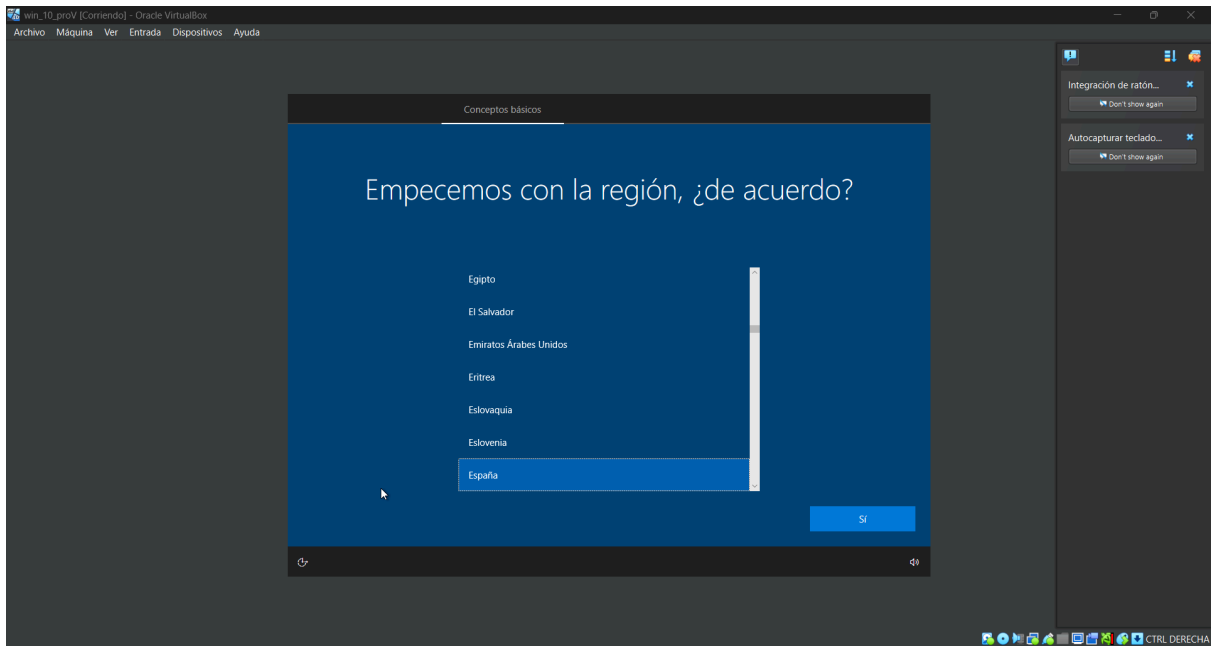 win_10_proV [Corriendo] - Oracle VirtualBox
Archivo Máquina Ver Entrada Dispositivos Ayuda
Conceptos básicos
Empecemos con la región, ¿de acuerdo?
Egipto
El Salvador
Emiratos Árabes Unidos
Eritrea
Eslovaquia
Eslovenia
España
Sí
Integración de ratón...
Don't show again
Autocapturar teclado...
Don't show again
CTRL DERECHA